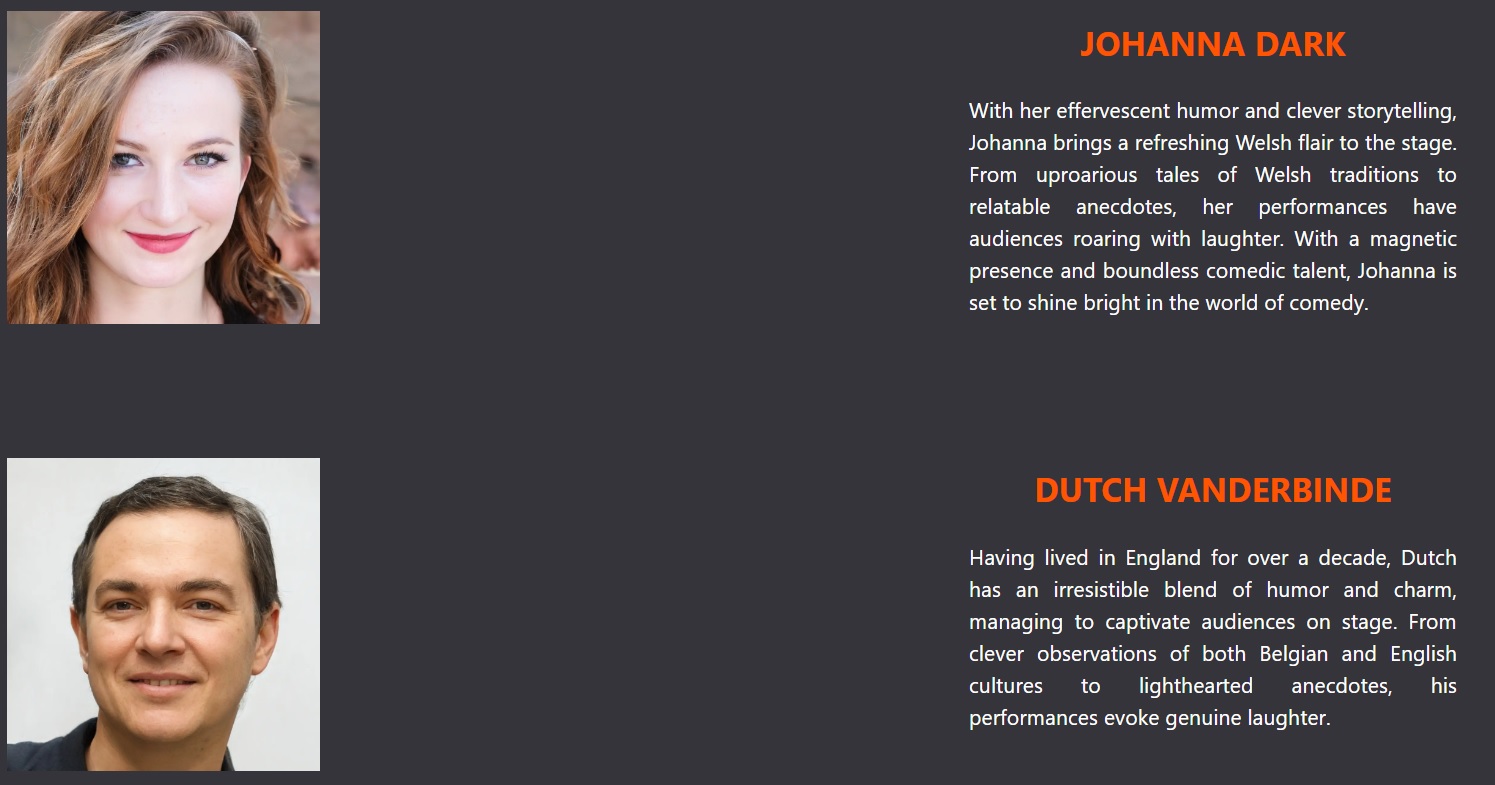 JOHANNA DARK
With her effervescent humor and clever storytelling,
Johanna brings a refreshing Welsh flair to the stage.
From uproarious tales of Welsh traditions to
relatable anecdotes, her performances have
audiences roaring with laughter. With a magnetic
presence and boundless comedic talent, Johanna is
set to shine bright in the world of comedy.
DUTCH VANDERBINDE
Having lived in England for over a decade, Dutch
has an irresistible blend of humor and charm,
managing to captivate audiences on stage. From
clever observations of both Belgian and English
cultures to lighthearted anecdotes, his
performances evoke genuine laughter.